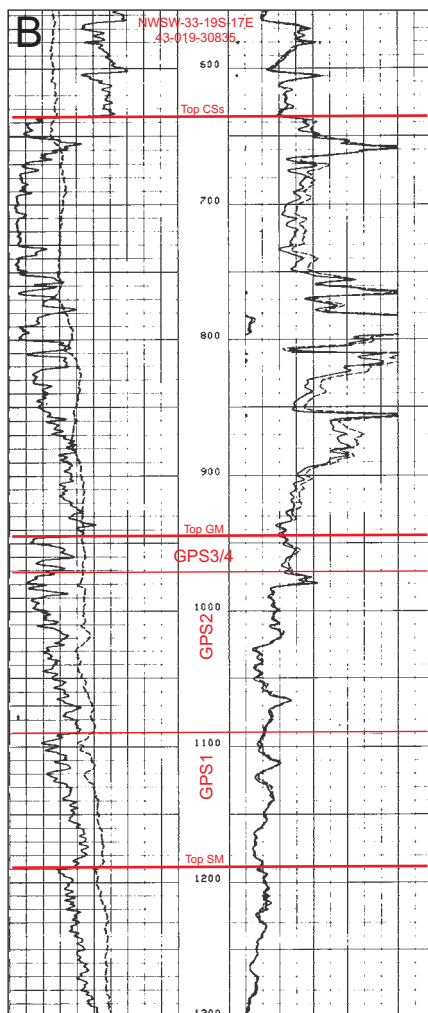 B
NWSW-33-19S-17E
43-019-30835
600
Top CSs
700
800
900
Top GM
GPS3/4
1000
GPS2
1100
GPS1
Top SM
1200
1300